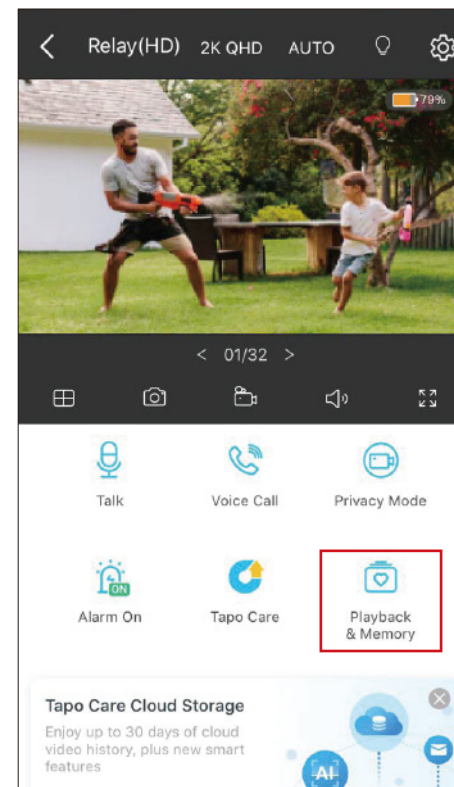 Relay(HD) 2K QHD AUTO
79%
< 01/32 >
Talk Voice Call Privacy Mode
ON
Alarm On Tapo Care Playback
& Memory
Tapo Care Cloud Storage
Enjoy up to 30 days of cloud
video history, plus new smart
features
AI